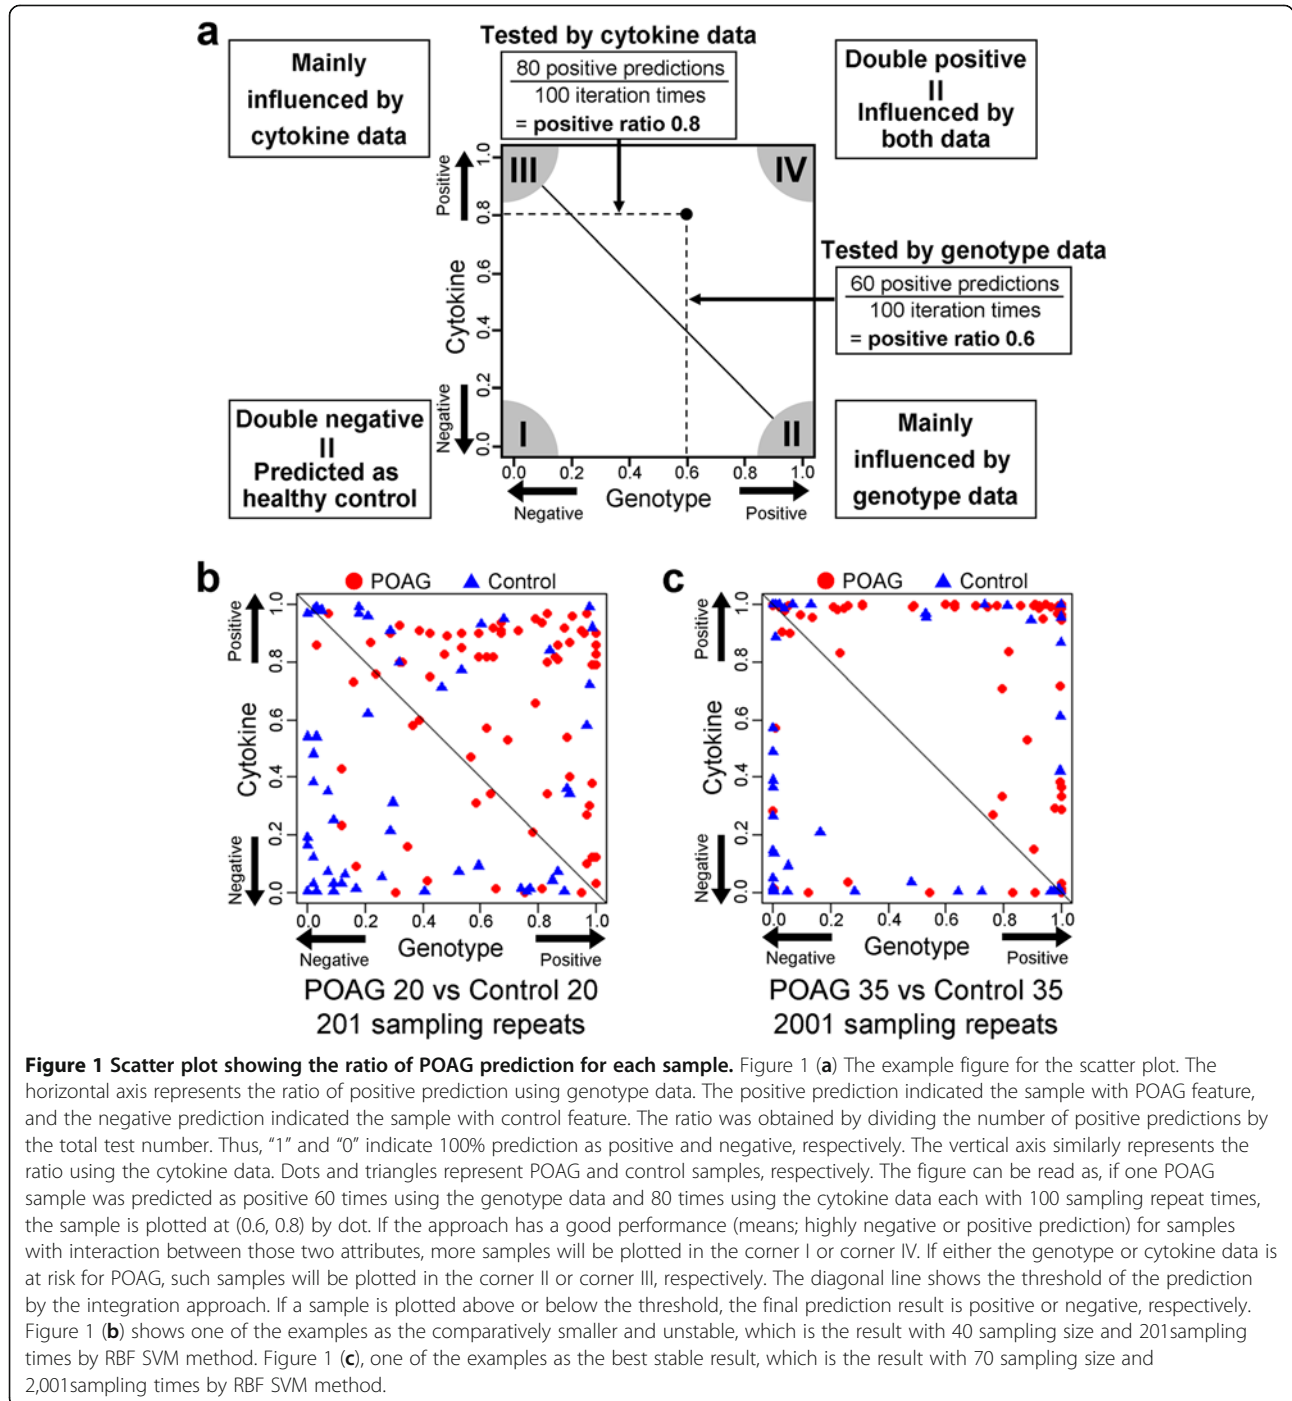 a
Mainly
influenced by
cytokine data
Tested by cytokine data
80 positive predictions
100 iteration times
= positive ratio 0.8
Double positive
=
Influenced by
both data
III
IV
I
II
Positive
Cytokine
Negative
1.0
0.8
0.6
0.4
0.2
0.0
Tested by genotype data
60 positive predictions
100 iteration times
= positive ratio 0.6
Double negative
=
Predicted as
healthy control
0.0 0.2 0.4 0.6 0.8 1.0
Genotype
Negative
Positive
Mainly
influenced by
genotype data
b
POAG Control
Positive
Cytokine
Negative
1.0
0.8
0.6
0.4
0.2
0.0
0.0 0.2 0.4 0.6 0.8 1.0
Genotype
Negative Positive
POAG 20 vs Control 20
201 sampling repeats
c
POAG Control
Positive
Cytokine
Negative
1.0
0.8
0.6
0.4
0.2
0.0
0.0 0.2 0.4 0.6 0.8 1.0
Genotype
Negative Positive
POAG 35 vs Control 35
2001 sampling repeats
Figure 1 Scatter plot showing the ratio of POAG prediction for each sample. Figure 1 (a) The example figure for the scatter plot. The
horizontal axis represents the ratio of positive prediction using genotype data. The positive prediction indicated the sample with POAG feature,
and the negative prediction indicated the sample with control feature. The ratio was obtained by dividing the number of positive predictions by
the total test number. Thus, “1” and “0” indicate 100% prediction as positive and negative, respectively. The vertical axis similarly represents the
ratio using the cytokine data. Dots and triangles represent POAG and control samples, respectively. The figure can be read as, if one POAG
sample was predicted as positive 60 times using the genotype data and 80 times using the cytokine data each with 100 sampling repeat times,
the sample is plotted at (0.6, 0.8) by dot. If the approach has a good performance (means; highly negative or positive prediction) for samples
with interaction between those two attributes, more samples will be plotted in the corner I or corner IV. If either the genotype or cytokine data is
at risk for POAG, such samples will be plotted in the corner II or corner III, respectively. The diagonal line shows the threshold of the prediction
by the integration approach. If a sample is plotted above or below the threshold, the final prediction result is positive or negative, respectively.
Figure 1 (b) shows one of the examples as the comparatively smaller and unstable, which is the result with 40 sampling size and 201sampling
times by RBF SVM method. Figure 1 (c), one of the examples as the best stable result, which is the result with 70 sampling size and
2,001sampling times by RBF SVM method.